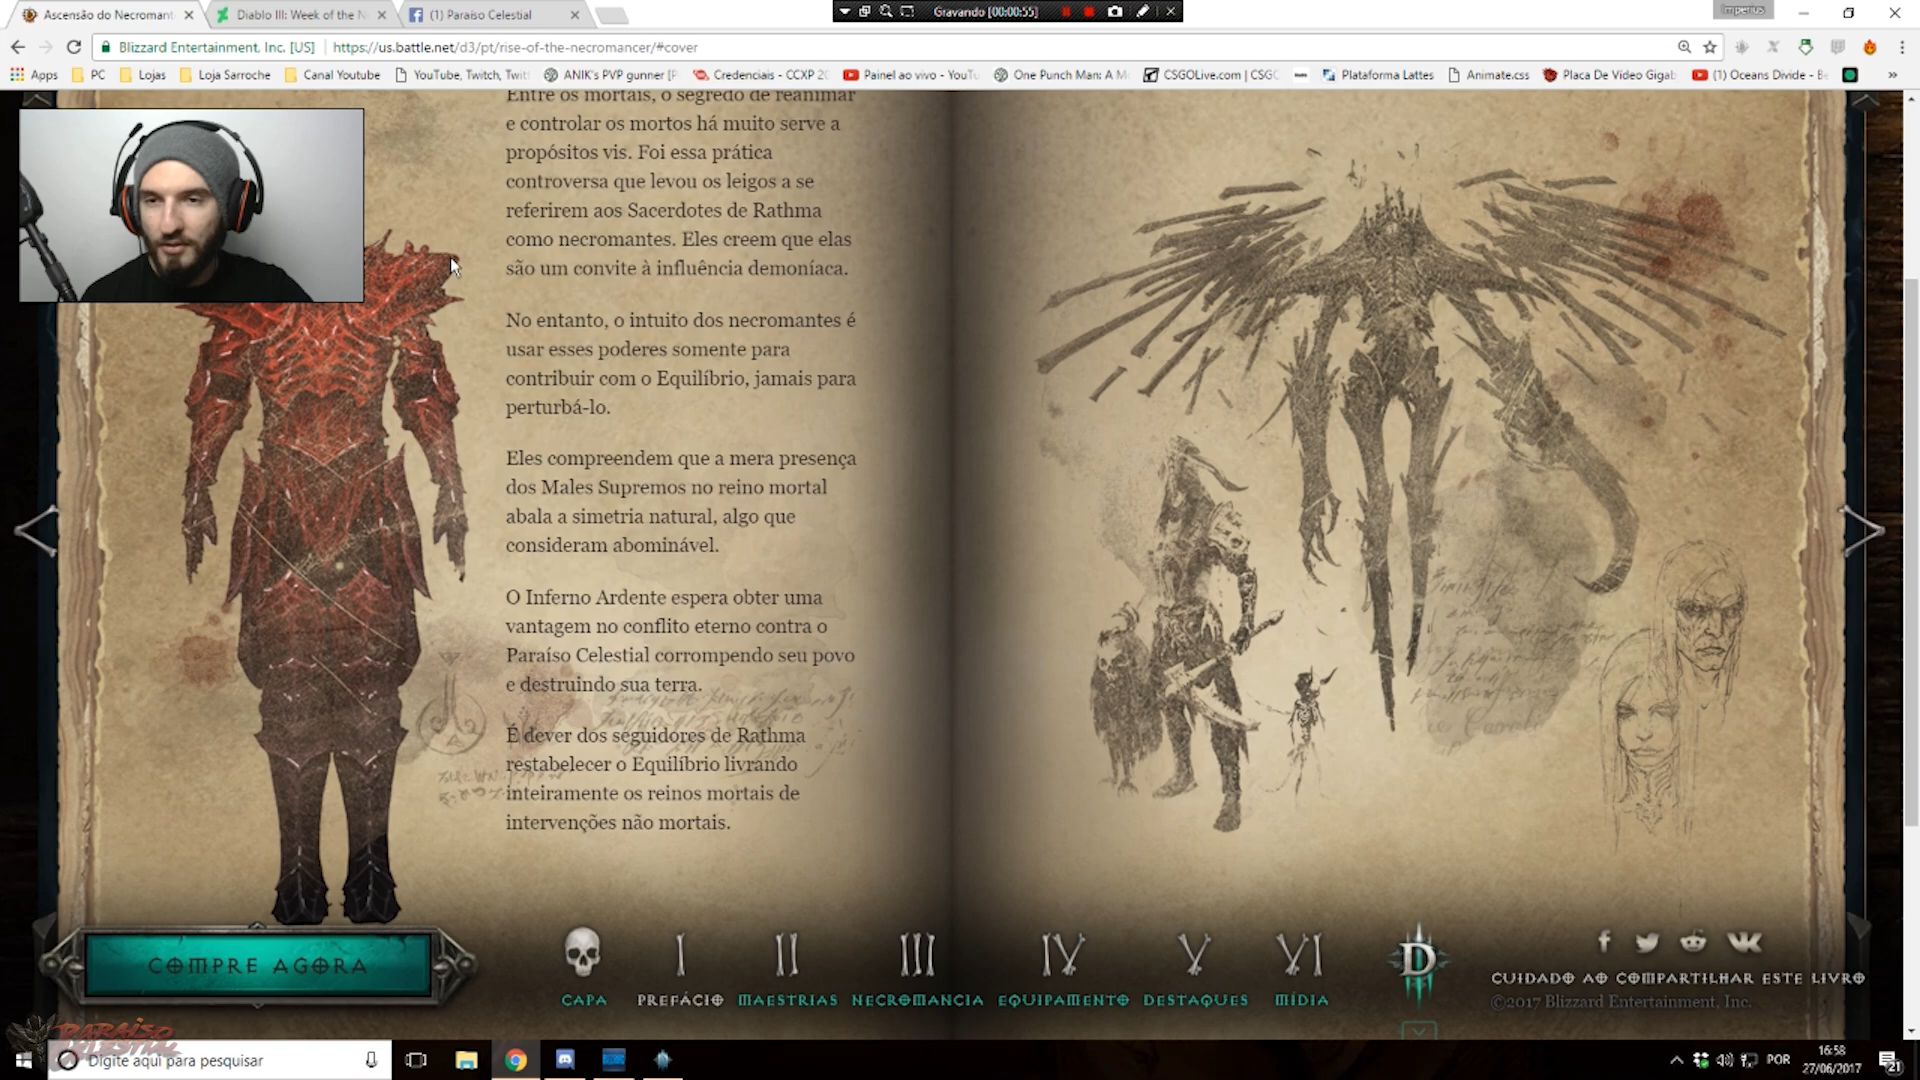 Ascensão do Necromant
Diablo III: Week of the N
(1) Paraíso Celestial
Gravando [00:00:55]
Imperius
Blizzard Entertainment, Inc. [US]
https://us.battle.net/d3/pt/rise-of-the-necromancer/#cover
Apps
PC
Lojas
Loja Sarroche
Canal Youtube
YouTube, Twitch, Twit
ANIK's PVP gunner [P
Credenciais - CCXP 20
Painel ao vivo - YouTu
One Punch Man: A M
CSGOLive.com | CSGO
Plataforma Lattes
Animate.css
Placa De Vídeo Gigab
(1) Oceans Divide - Be
Entre os mortais, o segredo de reanimar
e controlar os mortos há muito serve a
propósitos vis. Foi essa prática
controversa que levou os leigos a se
referirem aos Sacerdotes de Rathma
como necromantes. Eles creem que elas
são um convite à influência demoníaca.
No entanto, o intuito dos necromantes é
usar esses poderes somente para
contribuir com o Equilíbrio, jamais para
perturbá-lo.
Eles compreendem que a mera presença
dos Males Supremos no reino mortal
abala a simetria natural, algo que
consideram abominável.
O Inferno Ardente espera obter uma
vantagem no conflito eterno contra o
Paraíso Celestial corrompendo seu povo
e destruindo sua terra.
É dever dos seguidores de Rathma
restabelecer o Equilíbrio livrando
inteiramente os reinos mortais de
intervenções não mortais.
COMPRE AGORA
I
II
III
IV
V
VI
D
CAPA
PREFÁCIO
MAESTRIAS
NECROMANCIA
EQUIPAMENTO
DESTAQUES
MÍDIA
CUIDADO AO COMPARTILHAR ESTE LIVRO
©2017 Blizzard Entertainment, Inc.
PARAISO
CELESTIAL
Digite aqui para pesquisar
POR
16:58
27/06/2017
21